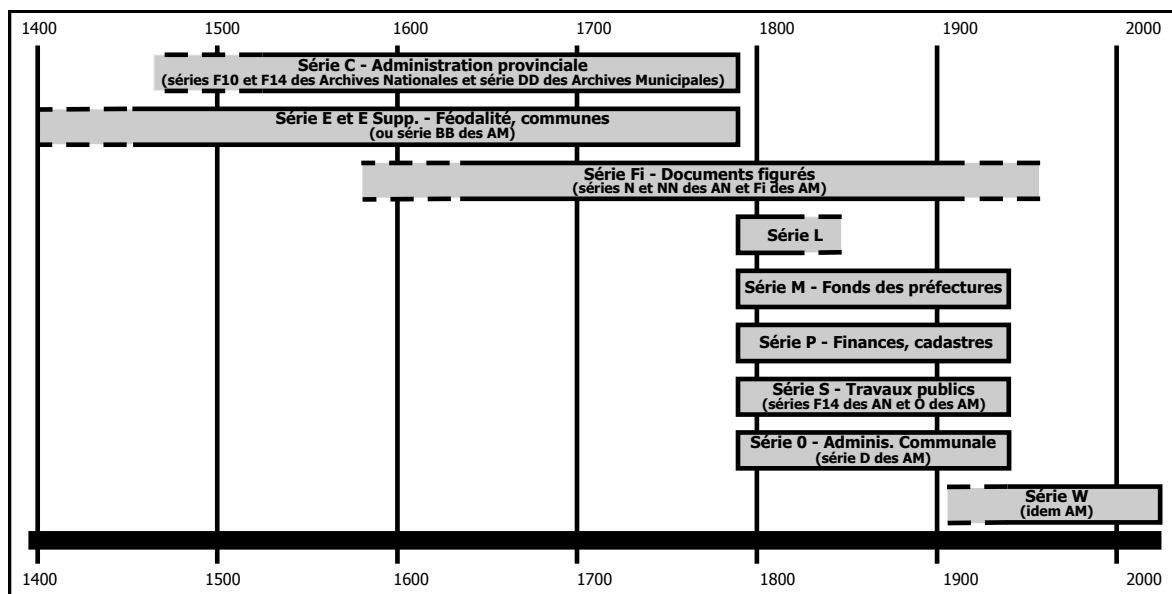 1400 1500 1600 1700 1800 1900 2000
Série C - Administration provinciale
(séries F10 et F14 des Archives Nationales et série DD des Archives Municipales)
Série E et E Supp. - Féodalité, communes
(ou série BB des AM)
Série Fi - Documents figurés
(séries N et NN des AN et Fi des AM)
Série L
Série M - Fonds des préfectures
Série P - Finances, cadastres
Série S - Travaux publics
(séries F14 des AN et O des AM)
Série 0 - Adminis. Communale
(série D des AM)
Série W
(idem AM)
1400 1500 1600 1700 1800 1900 2000